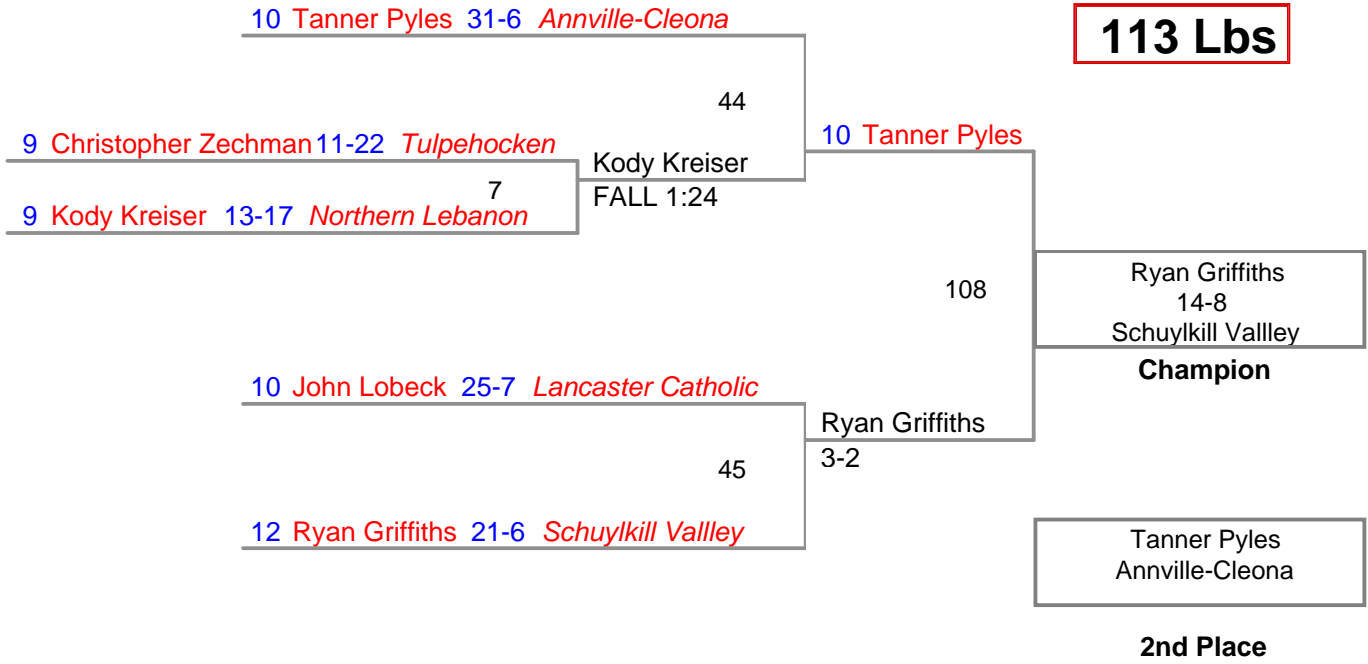 10 Tanner Pyles 31-6 Annville-Cleona
113 Lbs
44
9 Christopher Zechman 11-22 Tulpehocken
10 Tanner Pyles
Kody Kreiser
7
FALL 1:24
9 Kody Kreiser 13-17 Northern Lebanon
108
Ryan Griffiths
14-8
Schuylkill Vallley
Champion
10 John Lobeck 25-7 Lancaster Catholic
Ryan Griffiths
3-2
45
12 Ryan Griffiths 21-6 Schuylkill Vallley
Tanner Pyles
Annville-Cleona
2nd Place